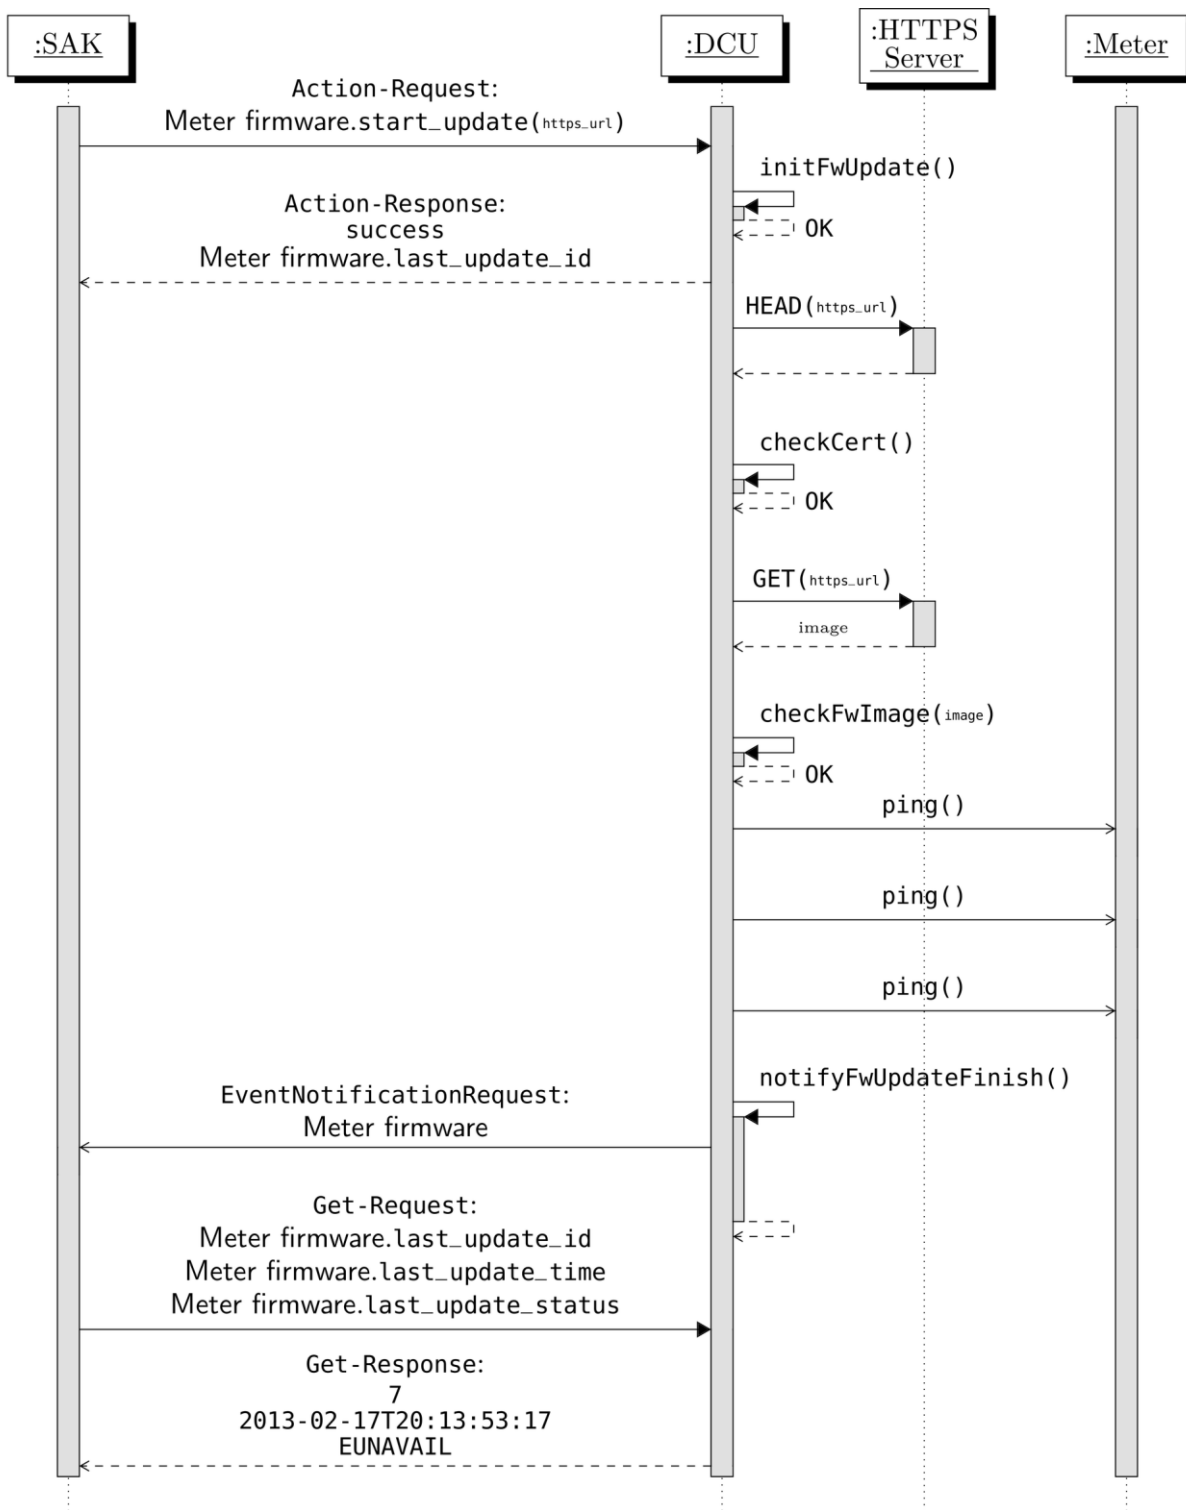 :SAK
:DCU
:HTTPS
Server
:Meter
Action-Request:
Meter firmware.start_update(https_url)
initFwUpdate()
OK
Action-Response:
success
Meter firmware.last_update_id
HEAD(https_url)
checkCert()
OK
GET(https_url)
image
checkFwImage(image)
OK
ping()
ping()
ping()
notifyFwUpdateFinish()
EventNotificationRequest:
Meter firmware
Get-Request:
Meter firmware.last_update_id
Meter firmware.last_update_time
Meter firmware.last_update_status
Get-Response:
7
2013-02-17T20:13:53:17
EUNAVAIL